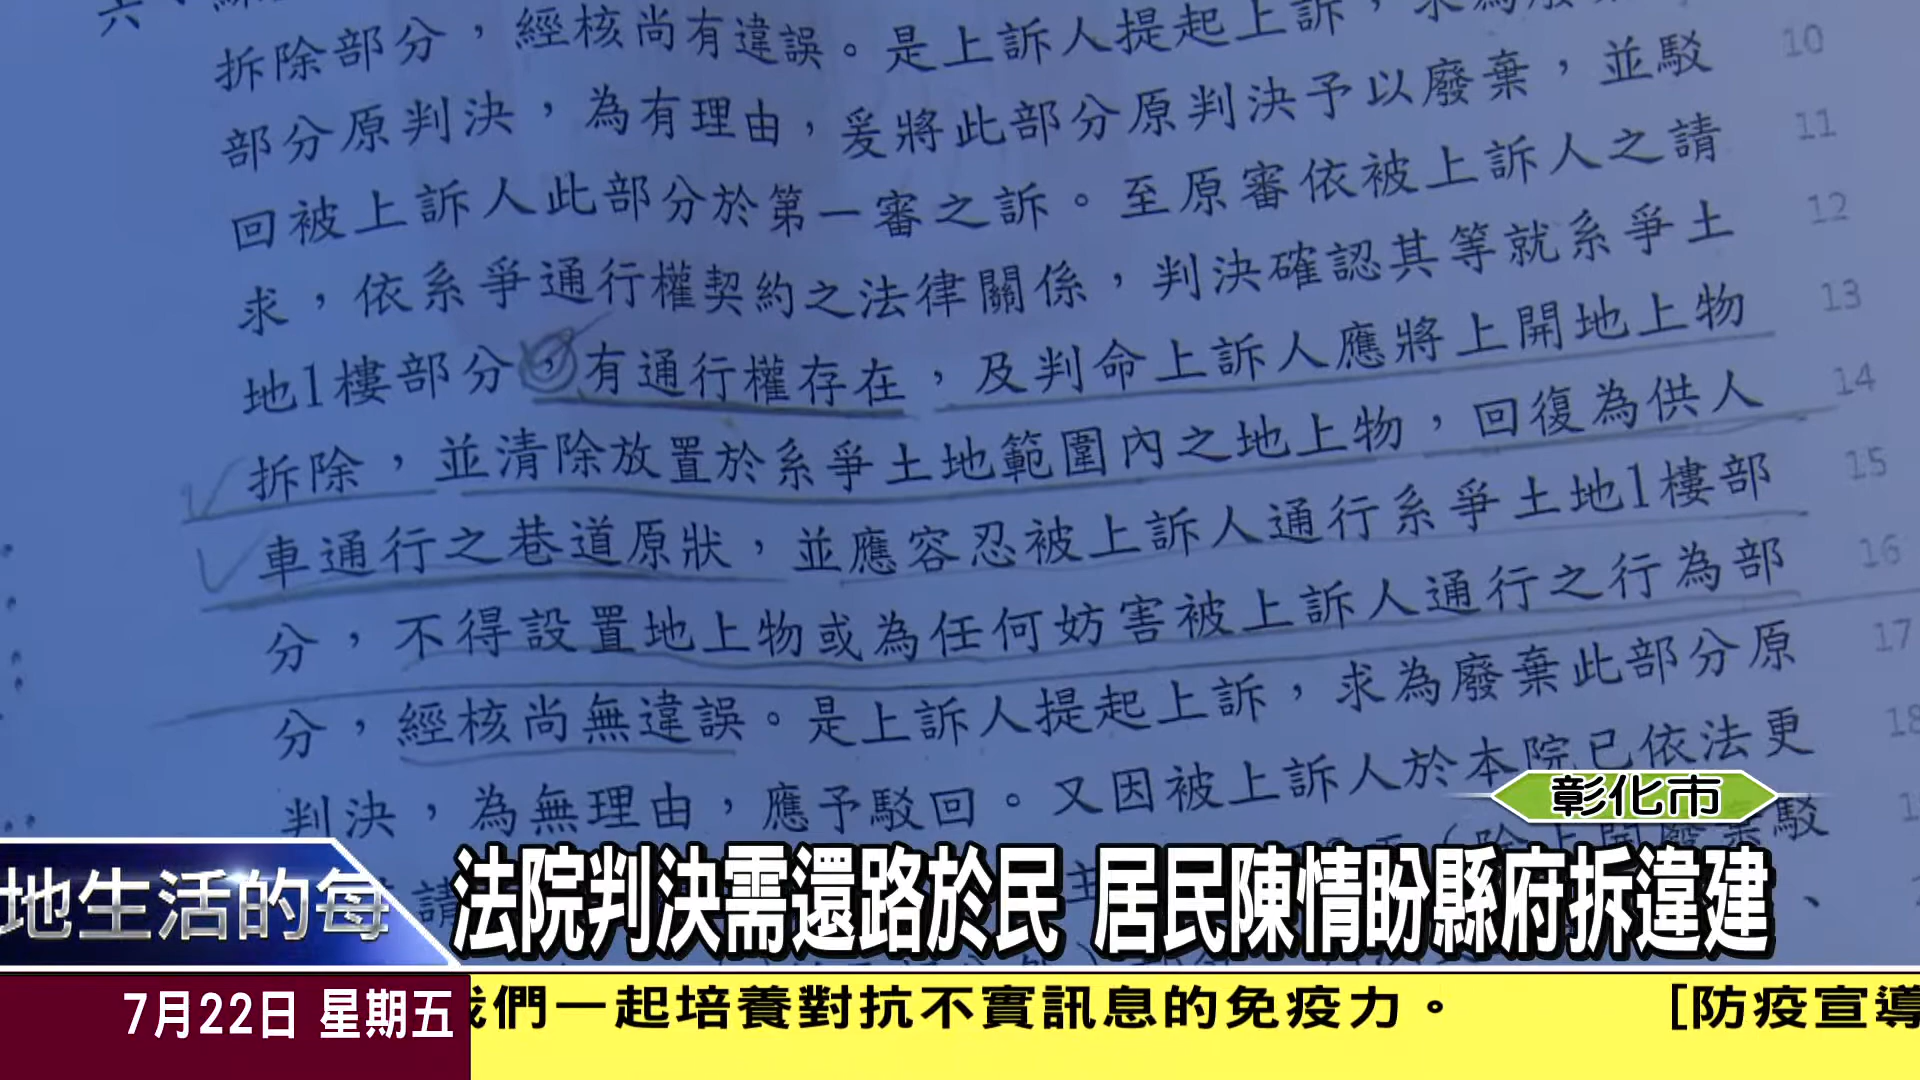 六、
拆除部分，經核尚有違誤。是上訴人提起上訴，求為廢棄
部分原判決，為有理由，爰將此部分原判決予以廢棄，並駁
10
回被上訴人此部分於第一審之訴。至原審依被上訴人之請
11
求，依系爭通行權契約之法律關係，判決確認其等就系爭土
12
地1樓部分，有通行權存在，及判命上訴人應將上開地上物
13
拆除，並清除放置於系爭土地範圍內之地上物，回復為供人
14
車通行之巷道原狀，並應容忍被上訴人通行系爭土地1樓部
15
分，不得設置地上物或為任何妨害被上訴人通行之行為部
16
分，經核尚無違誤。是上訴人提起上訴，求為廢棄此部分原
17
判決，為無理由，應予駁回。又因被上訴人於本院已依法更
18
彰化市
地生活的每
法院判決需還路於民 居民陳情盼縣府拆違建
7月22日 星期五
我們一起培養對抗不實訊息的免疫力。 [防疫宣導